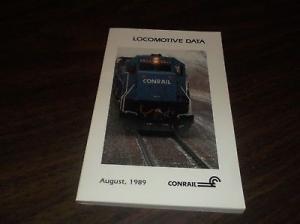 LOCOMOTIVE DATA
CONRAIL
August, 1989
CONRAIL